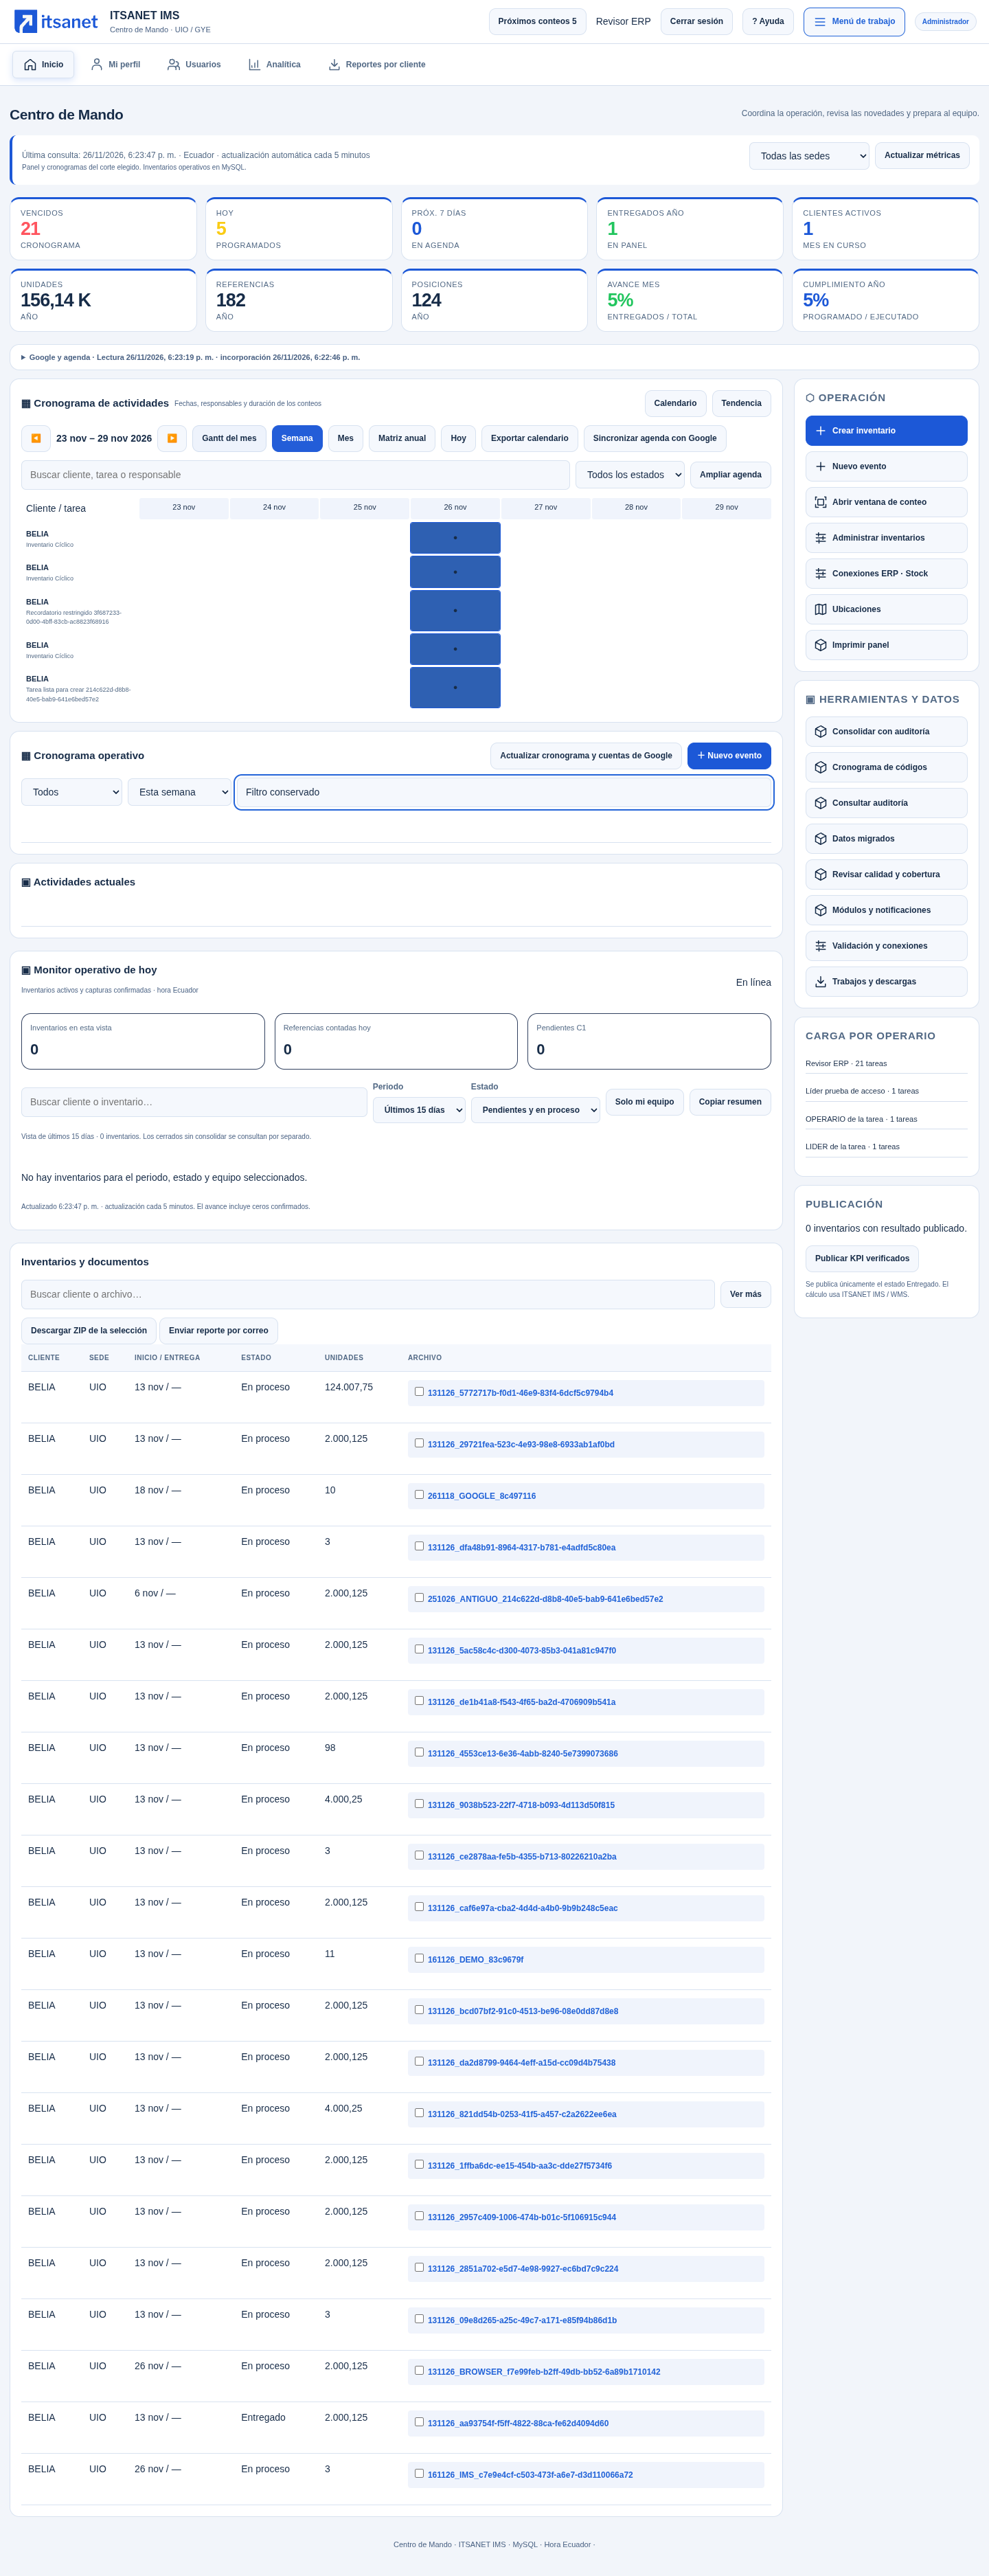 itsanet
ITSANET IMS
Centro de Mando · UIO / GYE
Próximos conteos 5
Revisor ERP
Cerrar sesión
? Ayuda
Menú de trabajo
Administrador
Inicio
Mi perfil
Usuarios
Analítica
Reportes por cliente
Centro de Mando
Coordina la operación, revisa las novedades y prepara al equipo.
Última consulta: 26/11/2026, 6:23:47 p. m. · Ecuador · actualización automática cada 5 minutos
Panel y cronogramas del corte elegido. Inventarios operativos en MySQL.
Todas las sedes
Actualizar métricas
VENCIDOS
21
CRONOGRAMA
HOY
5
PROGRAMADOS
PRÓX. 7 DÍAS
0
EN AGENDA
ENTREGADOS AÑO
1
EN PANEL
CLIENTES ACTIVOS
1
MES EN CURSO
UNIDADES
156,14 K
AÑO
REFERENCIAS
182
AÑO
POSICIONES
124
AÑO
AVANCE MES
5%
ENTREGADOS / TOTAL
CUMPLIMIENTO AÑO
5%
PROGRAMADO / EJECUTADO
Google y agenda · Lectura 26/11/2026, 6:23:19 p. m. · incorporación 26/11/2026, 6:22:46 p. m.
Cronograma de actividades
Fechas, responsables y duración de los conteos
Calendario
Tendencia
23 nov – 29 nov 2026
Gantt del mes
Semana
Mes
Matriz anual
Hoy
Exportar calendario
Sincronizar agenda con Google
Buscar cliente, tarea o responsable
Todos los estados
Ampliar agenda
Cliente / tarea
23 nov
24 nov
25 nov
26 nov
27 nov
28 nov
29 nov
BELIA
Inventario Cíclico
BELIA
Inventario Cíclico
BELIA
Recordatorio restringido 3f687233-
0d00-4bff-83cb-ac8823f68916
BELIA
Inventario Cíclico
BELIA
Tarea lista para crear 214c622d-d8b8-
40e5-bab9-641e6bed57e2
Cronograma operativo
Actualizar cronograma y cuentas de Google
+ Nuevo evento
Todos
Esta semana
Filtro conservado
Actividades actuales
Monitor operativo de hoy
Inventarios activos y capturas confirmadas · hora Ecuador
En línea
Inventarios en esta vista
0
Referencias contadas hoy
0
Pendientes C1
0
Buscar cliente o inventario…
Periodo
Últimos 15 días
Estado
Pendientes y en proceso
Solo mi equipo
Copiar resumen
Vista de últimos 15 días · 0 inventarios. Los cerrados sin consolidar se consultan por separado.
No hay inventarios para el periodo, estado y equipo seleccionados.
Actualizado 6:23:47 p. m. · actualización cada 5 minutos. El avance incluye ceros confirmados.
Inventarios y documentos
Buscar cliente o archivo…
Ver más
Descargar ZIP de la selección
Enviar reporte por correo
CLIENTE SEDE INICIO / ENTREGA ESTADO UNIDADES ARCHIVO
BELIA UIO 13 nov / — En proceso 124.007,75 131126_5772717b-f0d1-46e9-83f4-6dcf5c9794b4
BELIA UIO 13 nov / — En proceso 2.000,125 131126_29721fea-523c-4e93-98e8-6933ab1af0bd
BELIA UIO 18 nov / — En proceso 10 261118_GOOGLE_8c497116
BELIA UIO 13 nov / — En proceso 3 131126_dfa48b91-8964-4317-b781-e4adfd5c80ea
BELIA UIO 6 nov / — En proceso 2.000,125 251026_ANTIGUO_214c622d-d8b8-40e5-bab9-641e6bed57e2
BELIA UIO 13 nov / — En proceso 2.000,125 131126_5ac58c4c-d300-4073-85b3-041a81c947f0
BELIA UIO 13 nov / — En proceso 2.000,125 131126_de1b41a8-f543-4f65-ba2d-4706909b541a
BELIA UIO 13 nov / — En proceso 98 131126_4553ce13-6e36-4abb-8240-5e7399073686
BELIA UIO 13 nov / — En proceso 4.000,25 131126_9038b523-22f7-4718-b093-4d113d50f815
BELIA UIO 13 nov / — En proceso 3 131126_ce2878aa-fe5b-4355-b713-80226210a2ba
BELIA UIO 13 nov / — En proceso 2.000,125 131126_caf6e97a-cba2-4d4d-a4b0-9b9b248c5eac
BELIA UIO 13 nov / — En proceso 11 161126_DEMO_83c9679f
BELIA UIO 13 nov / — En proceso 2.000,125 131126_bcd07bf2-91c0-4513-be96-08e0dd87d8e8
BELIA UIO 13 nov / — En proceso 2.000,125 131126_da2d8799-9464-4eff-a15d-cc09d4b75438
BELIA UIO 13 nov / — En proceso 4.000,25 131126_821dd54b-0253-41f5-a457-c2a2622ee6ea
BELIA UIO 13 nov / — En proceso 2.000,125 131126_1ffba6dc-ee15-454b-aa3c-dde27f5734f6
BELIA UIO 13 nov / — En proceso 2.000,125 131126_2957c409-1006-474b-b01c-5f106915c944
BELIA UIO 13 nov / — En proceso 2.000,125 131126_2851a702-e5d7-4e98-9927-ec6bd7c9c224
BELIA UIO 13 nov / — En proceso 3 131126_09e8d265-a25c-49c7-a171-e85f94b86d1b
BELIA UIO 26 nov / — En proceso 2.000,125 131126_BROWSER_f7e99feb-b2ff-49db-bb52-6a89b1710142
BELIA UIO 13 nov / — Entregado 2.000,125 131126_aa93754f-f5ff-4822-88ca-fe62d4094d60
BELIA UIO 26 nov / — En proceso 3 161126_IMS_c7e9e4cf-c503-473f-a6e7-d3d110066a72
OPERACIÓN
Crear inventario
Nuevo evento
Abrir ventana de conteo
Administrar inventarios
Conexiones ERP · Stock
Ubicaciones
Imprimir panel
HERRAMIENTAS Y DATOS
Consolidar con auditoría
Cronograma de códigos
Consultar auditoría
Datos migrados
Revisar calidad y cobertura
Módulos y notificaciones
Validación y conexiones
Trabajos y descargas
CARGA POR OPERARIO
Revisor ERP · 21 tareas
Líder prueba de acceso · 1 tareas
OPERARIO de la tarea · 1 tareas
LIDER de la tarea · 1 tareas
PUBLICACIÓN
0 inventarios con resultado publicado.
Publicar KPI verificados
Se publica únicamente el estado Entregado. El
cálculo usa ITSANET IMS / WMS.
Centro de Mando · ITSANET IMS · MySQL · Hora Ecuador ·